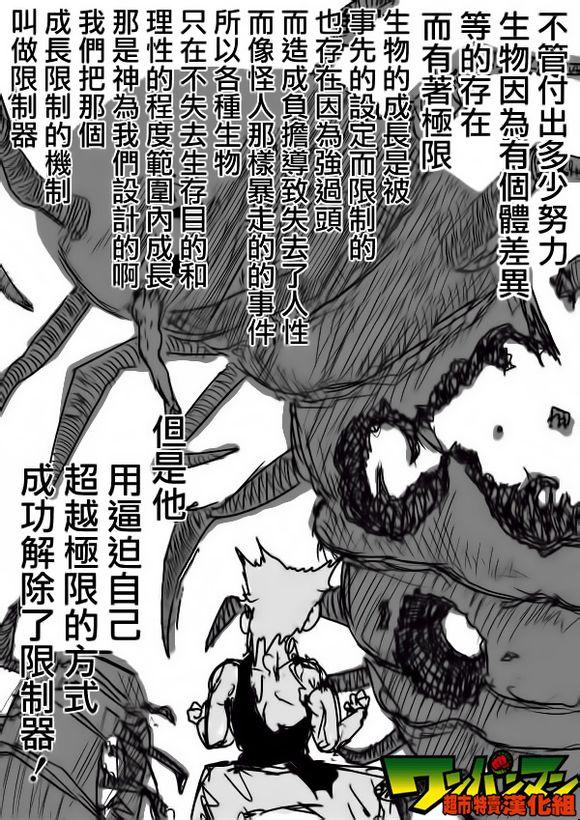 不管付出多少努力
生物因為有個體差異
等的存在
而有著極限
生物的成長是被
事先的設定而限制的
也存在因為強過頭
而造成負擔導致失去了人性
而像怪人那樣暴走的的事件
所以各種生物
只在不失去生存目的和
理性的程度範圍內成長
那是神為我們設計的啊
我們把那個
成長限制的機制
叫做限制器
但是他
用逼迫自己
超越極限的方式
成功解除了限制器！
ワンパンマン
超市特賣漢化組